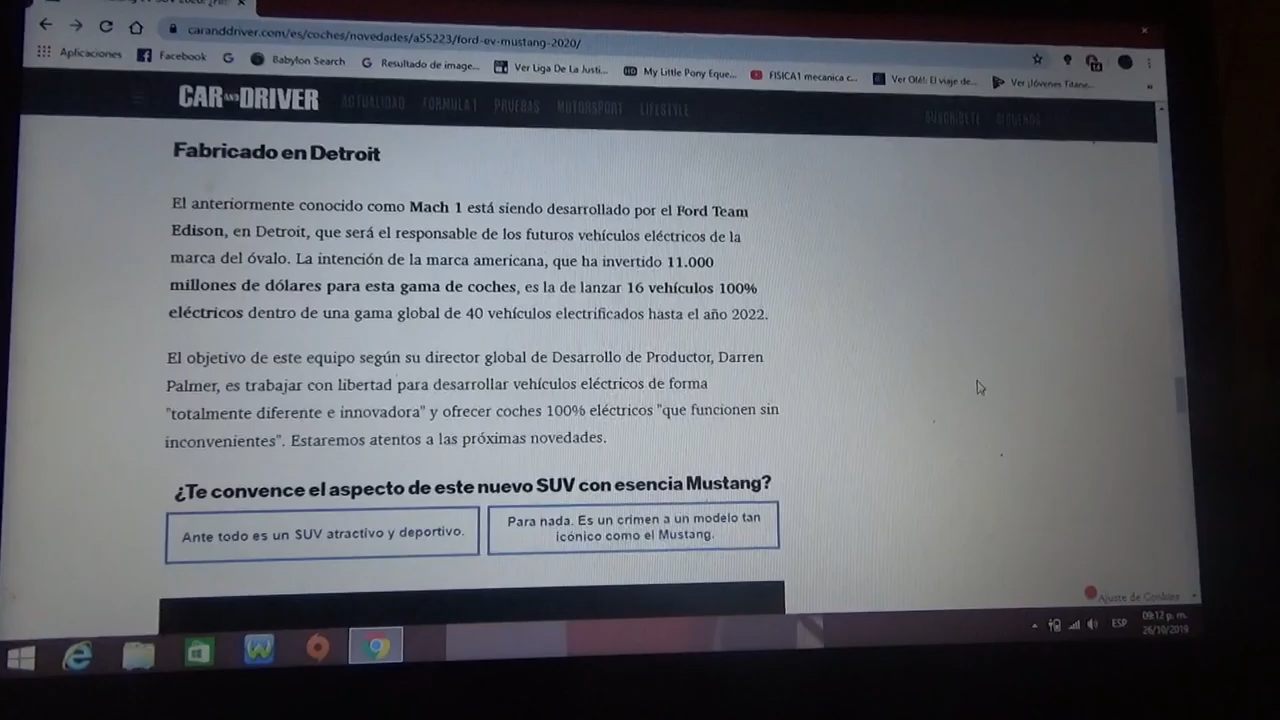 caranddriver.com/es/coches/novedades/a55223/ford-ev-mustang-2020/
Aplicaciones Facebook Babylon Search Resultado de image... Ver Liga De La Justi... My Little Pony Eque... FISICA1 mecanica c... Ver Olé!: El viaje de... Ver ¡Jóvenes Titane... »
CAR AND DRIVER ACTUALIDAD FÓRMULA 1 PRUEBAS MOTORSPORT LIFESTYLE SUSCRÍBETE
Fabricado en Detroit
El anteriormente conocido como Mach 1 está siendo desarrollado por el Ford Team
Edison, en Detroit, que será el responsable de los futuros vehículos eléctricos de la
marca del óvalo. La intención de la marca americana, que ha invertido 11.000
millones de dólares para esta gama de coches, es la de lanzar 16 vehículos 100%
eléctricos dentro de una gama global de 40 vehículos electrificados hasta el año 2022.
El objetivo de este equipo según su director global de Desarrollo de Productor, Darren
Palmer, es trabajar con libertad para desarrollar vehículos eléctricos de forma
"totalmente diferente e innovadora" y ofrecer coches 100% eléctricos "que funcionen sin
inconvenientes". Estaremos atentos a las próximas novedades.
¿Te convence el aspecto de este nuevo SUV con esencia Mustang?
Ante todo es un SUV atractivo y deportivo.
Para nada. Es un crimen a un modelo tan
icónico como el Mustang.
Ajuste de Cookies
ESP
09:12 p. m.
26/10/2019